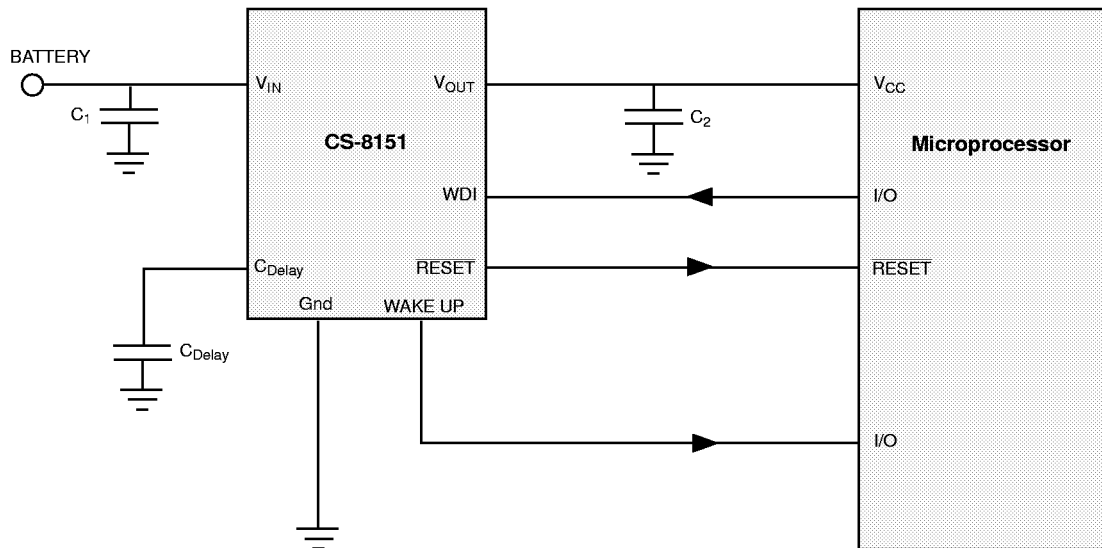 BATTERY
C1
VIN
VOUT
CS-8151
WDI
RESET
CDelay
Gnd
WAKE UP
CDelay
C2
VCC
Microprocessor
I/O
RESET
I/O